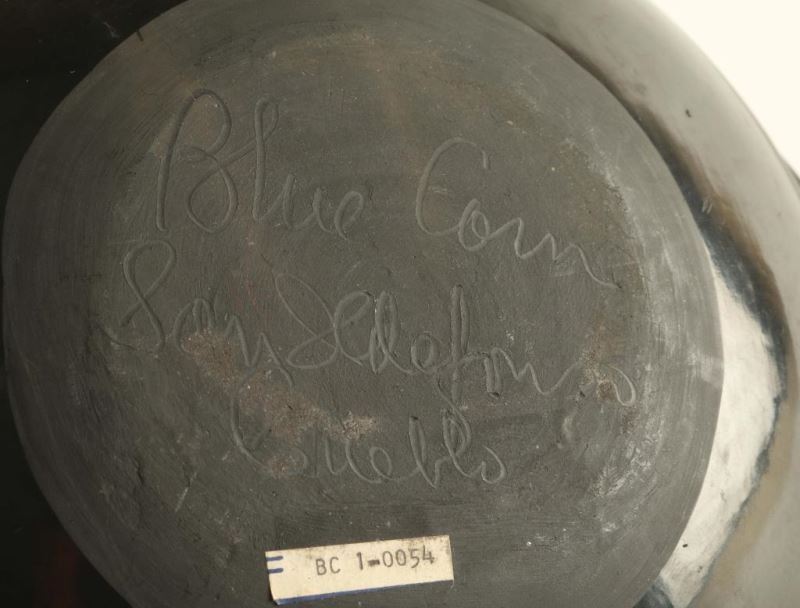 Blue Corn
San Ildefonso
Pueblo
BC 1-0054